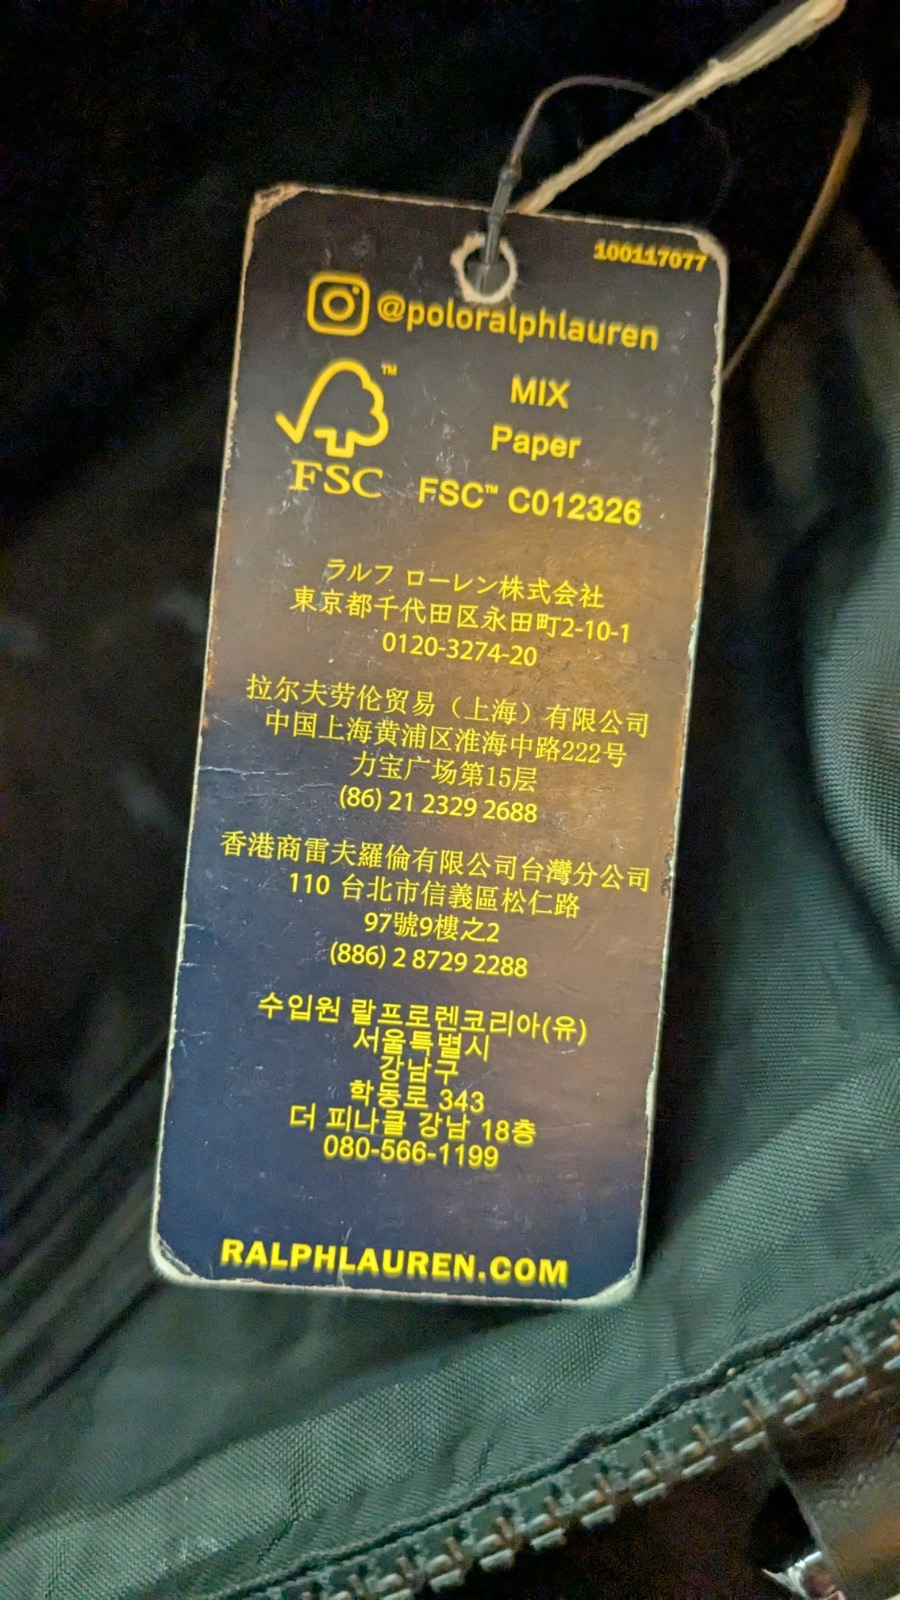 100117077
@poloralphlauren
MIX
Paper
FSC™ C012326
FSC
ラルフ ローレン株式会社
東京都千代田区永田町2-10-1
0120-3274-20
拉尔夫劳伦贸易（上海）有限公司
中国上海黄浦区淮海中路222号
力宝广场第15层
(86) 21 2329 2688
香港商雷夫羅倫有限公司台灣分公司
110 台北市信義區松仁路
97號9樓之2
(886) 2 8729 2288
수입원 랄프로렌코리아(유)
서울특별시
강남구
학동로 343
더 피나클 강남 18층
080-566-1199
RALPHLAUREN.COM